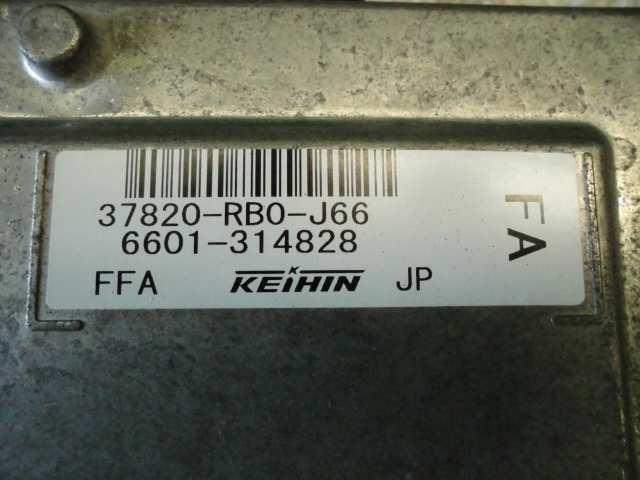 37820-RB0-J66
6601-314828
FFA KEIHIN JP
FA